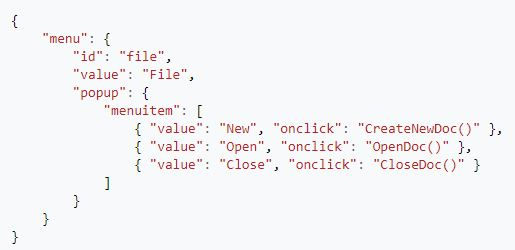 {
    "menu": {
        "id": "file",
        "value": "File",
        "popup": {
            "menuitem": [
                { "value": "New", "onclick": "CreateNewDoc()" },
                { "value": "Open", "onclick": "OpenDoc()" },
                { "value": "Close", "onclick": "CloseDoc()" }
            ]
        }
    }
}